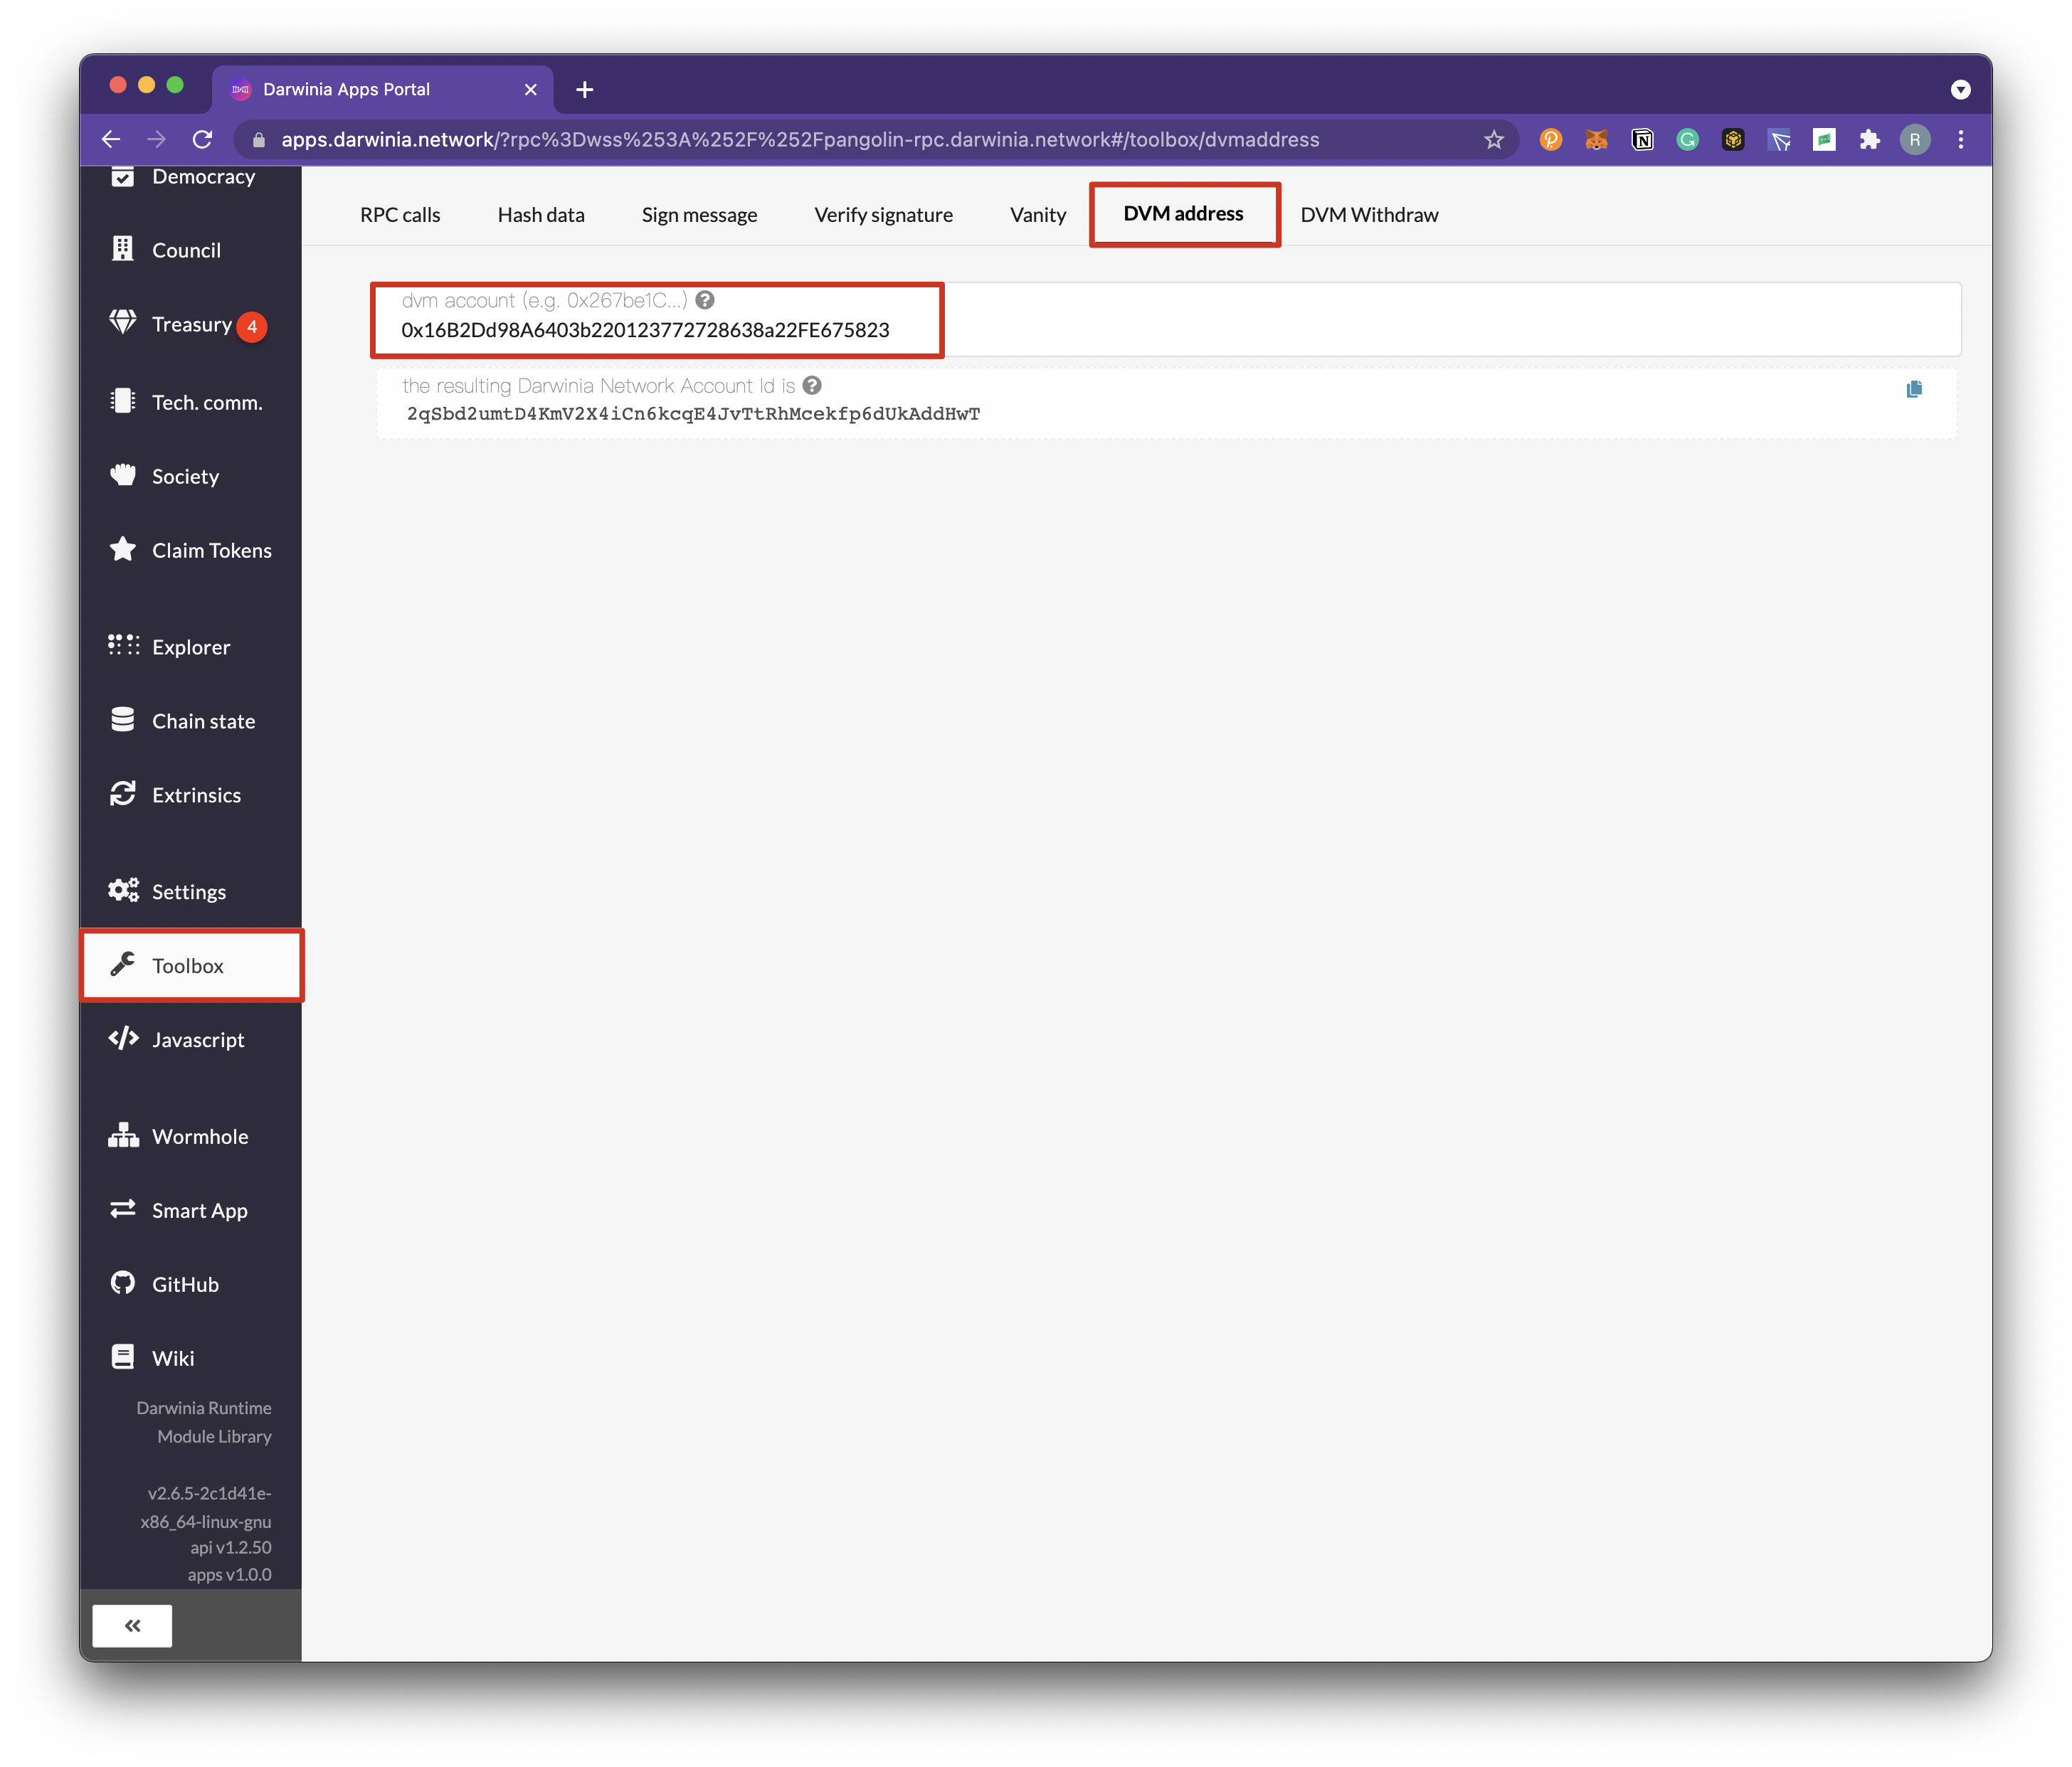 Darwinia Apps Portal
apps.darwinia.network/?rpc%3Dwss%253A%252F%252Fpangolin-rpc.darwinia.network#/toolbox/dvmaddress
R
Democracy
Council
Treasury 4
Tech. comm.
Society
Claim Tokens
Explorer
Chain state
Extrinsics
Settings
Toolbox
Javascript
Wormhole
Smart App
GitHub
Wiki
Darwinia Runtime
Module Library
v2.6.5-2c1d41e-
x86_64-linux-gnu
api v1.2.50
apps v1.0.0
RPC calls Hash data Sign message Verify signature Vanity DVM address DVM Withdraw
dvm account (e.g. 0x267be1C...)
0x16B2Dd98A6403b220123772728638a22FE675823
the resulting Darwinia Network Account Id is
2qSbd2umtD4KmV2X4iCn6kcqE4JvTtRhMcekfp6dUkAddHwT